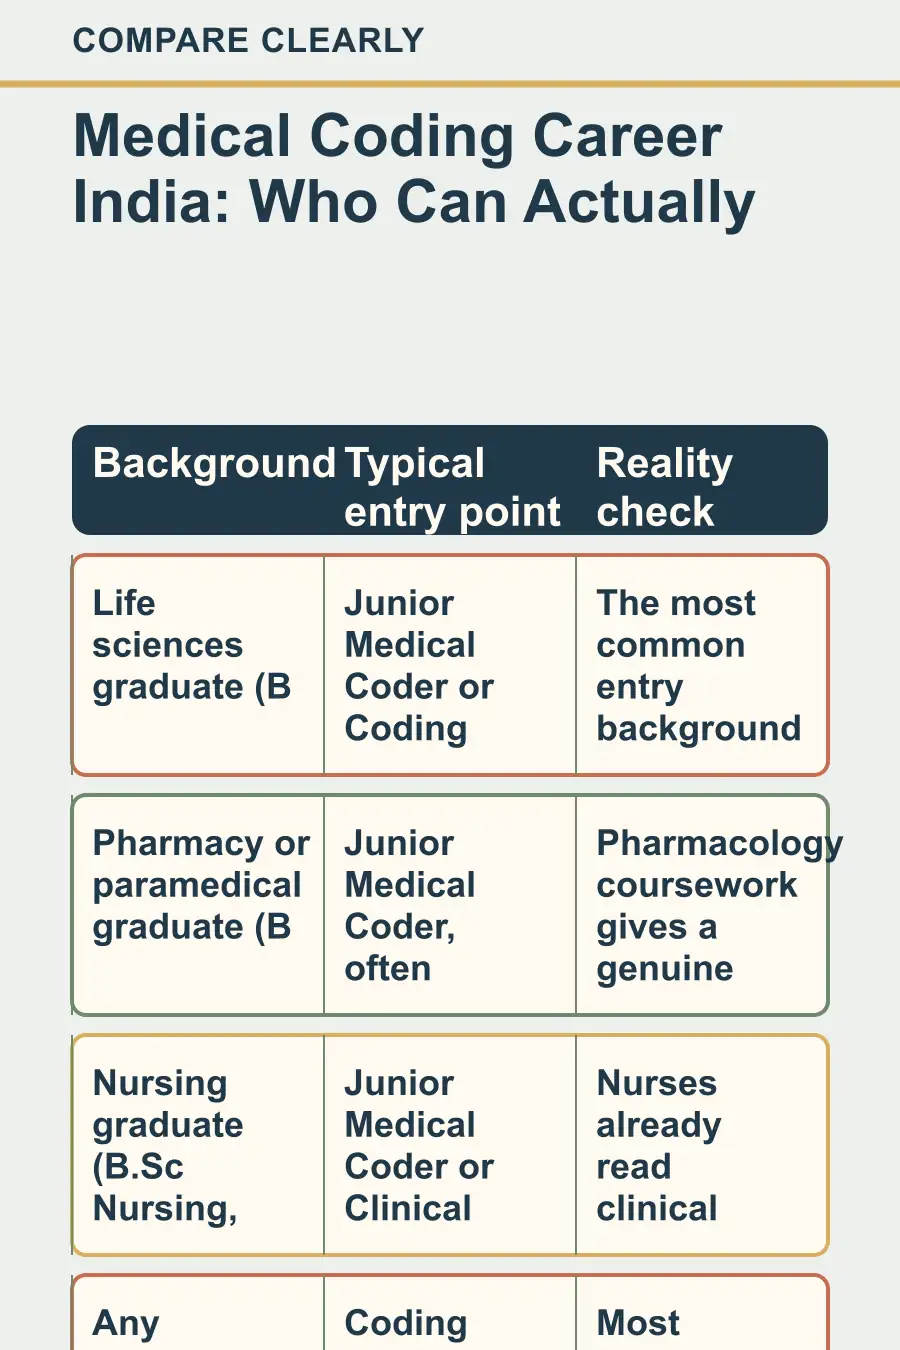 COMPARE CLEARLY
Medical Coding Career
India: Who Can Actually
Background
Typical
entry point
Reality
check
Life
sciences
graduate (B
Junior
Medical
Coder or
Coding
The most
common
entry
background
Pharmacy or
paramedical
graduate (B
Junior
Medical
Coder,
often
Pharmacology
coursework
gives a
genuine
Nursing
graduate
(B.Sc
Nursing,
Junior
Medical
Coder or
Clinical
Nurses
already
read
clinical
Any
Coding
Most